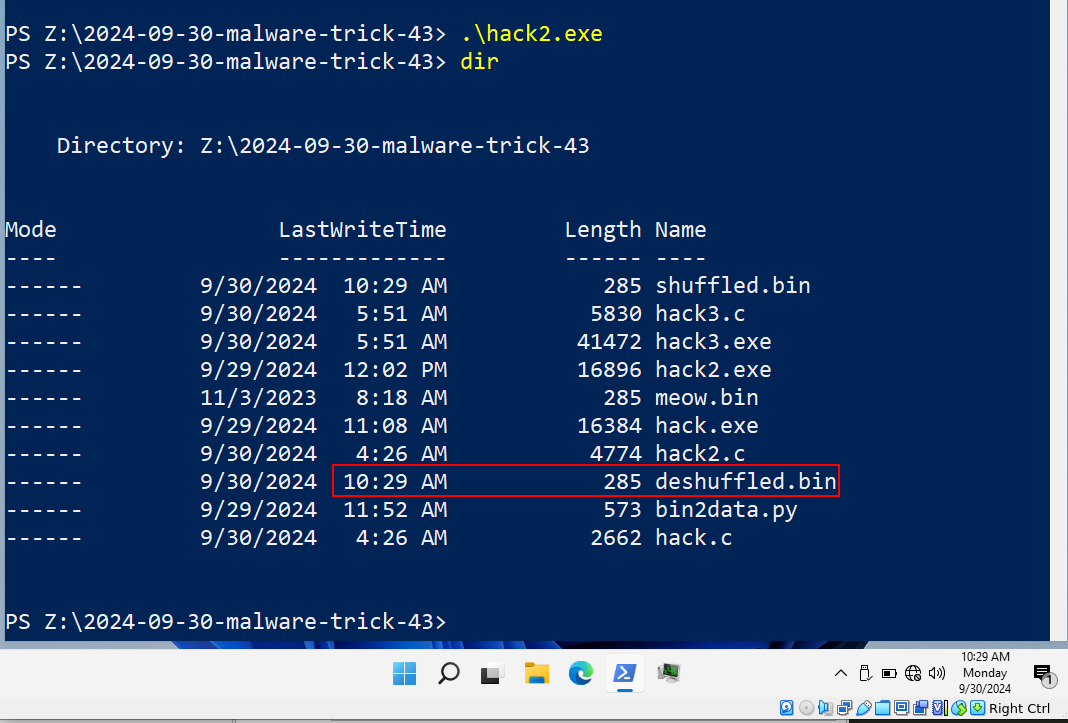 PS Z:\2024-09-30-malware-trick-43> .\hack2.exe
PS Z:\2024-09-30-malware-trick-43> dir
Directory: Z:\2024-09-30-malware-trick-43
Mode LastWriteTime Length Name
---- ------------- ------ ----
------ 9/30/2024 10:29 AM 285 shuffled.bin
------ 9/30/2024 5:51 AM 5830 hack3.c
------ 9/30/2024 5:51 AM 41472 hack3.exe
------ 9/29/2024 12:02 PM 16896 hack2.exe
------ 11/3/2023 8:18 AM 285 meow.bin
------ 9/29/2024 11:08 AM 16384 hack.exe
------ 9/30/2024 4:26 AM 4774 hack2.c
------ 9/30/2024 10:29 AM 285 deshuffled.bin
------ 9/29/2024 11:52 AM 573 bin2data.py
------ 9/30/2024 4:26 AM 2662 hack.c
PS Z:\2024-09-30-malware-trick-43>
10:29 AM
Monday
9/30/2024
1
Right Ctrl